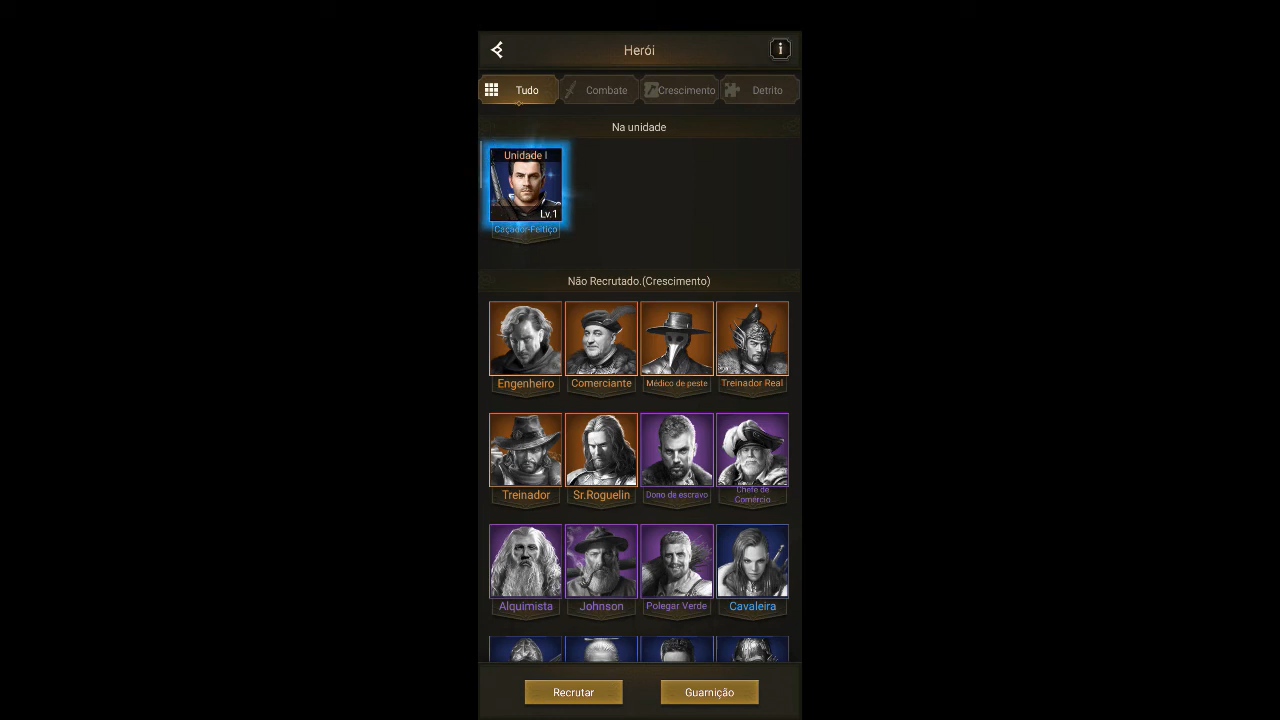 Herói
Tudo
Combate
Crescimento
Detrito
Na unidade
Unidade I
Lv.1
Caçador-Feitiço
Não Recrutado.(Crescimento)
Engenheiro
Comerciante
Médico de peste
Treinador Real
Treinador
Sr.Roguelin
Dono de escravo
Chefe de
Comércio
Alquimista
Johnson
Polegar Verde
Cavaleira
Recrutar
Guarnição